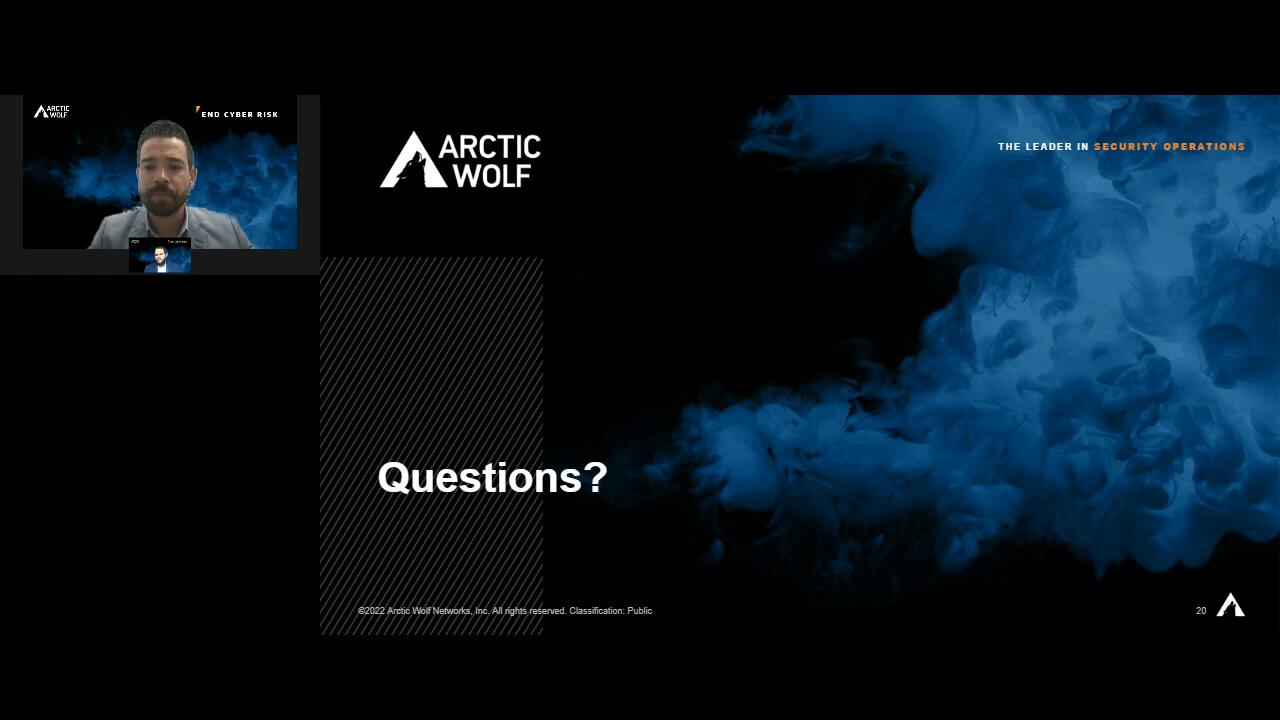 ARCTIC
WOLF
END CYBER RISK
ARCTIC
WOLF
THE LEADER IN SECURITY OPERATIONS
Questions?
©2022 Arctic Wolf Networks, Inc. All rights reserved. Classification: Public
20